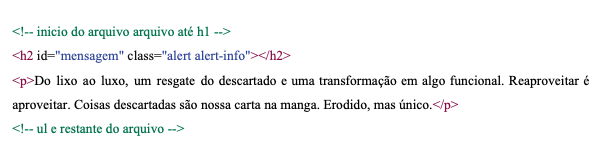 <!-- inicio do arquivo arquivo até h1 -->
<h2 id="mensagem" class="alert alert-info"></h2>
<p>Do lixo ao luxo, um resgate do descartado e uma transformação em algo funcional. Reaproveitar é
aproveitar. Coisas descartadas são nossa carta na manga. Erodido, mas único.</p>
<!-- ul e restante do arquivo -->